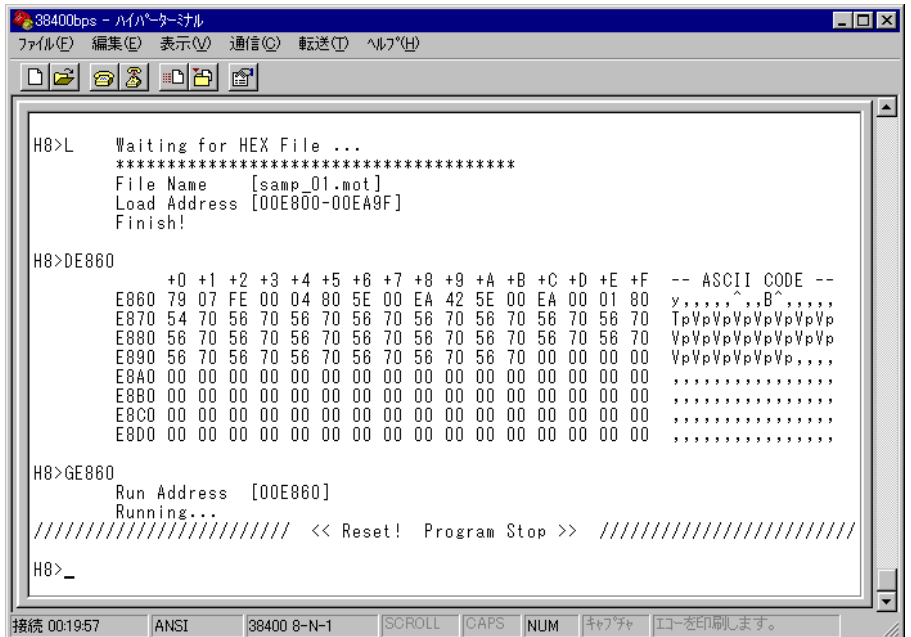 38400bps - ﾊｲﾊﾟｰﾀｰﾐﾅﾙ
ﾌｧｲﾙ(F) 編集(E) 表示(V) 通信(C) 転送(T) ﾍﾙﾌﾟ(H)
H8>L Waiting for HEX File ...
***************************************
File Name [samp_01.mot]
Load Address [00E800-00EA9F]
Finish!
H8>DE860
+0 +1 +2 +3 +4 +5 +6 +7 +8 +9 +A +B +C +D +E +F -- ASCII CODE --
E860 79 07 FE 00 04 80 5E 00 EA 42 5E 00 EA 00 01 80 y,,,,,^,,B^,,,,,
E870 54 70 56 70 56 70 56 70 56 70 56 70 56 70 56 70 TpVpVpVpVpVpVpVp
E880 56 70 56 70 56 70 56 70 56 70 56 70 56 70 56 70 VpVpVpVpVpVpVpVp
E890 56 70 56 70 56 70 56 70 56 70 56 70 00 00 00 00 VpVpVpVpVpVp,,,,
E8A0 00 00 00 00 00 00 00 00 00 00 00 00 00 00 00 00 ,,,,,,,,,,,,,,,,
E8B0 00 00 00 00 00 00 00 00 00 00 00 00 00 00 00 00 ,,,,,,,,,,,,,,,,
E8C0 00 00 00 00 00 00 00 00 00 00 00 00 00 00 00 00 ,,,,,,,,,,,,,,,,
E8D0 00 00 00 00 00 00 00 00 00 00 00 00 00 00 00 00 ,,,,,,,,,,,,,,,,
H8>GE860
Run Address [00E860]
Running...
///////////////////////// << Reset! Program Stop >> /////////////////////////
H8>_
接続 00:19:57 ANSI 38400 8-N-1 SCROLL CAPS NUM ｷｬﾌﾟﾁｬ ｴｺｰを印刷します。